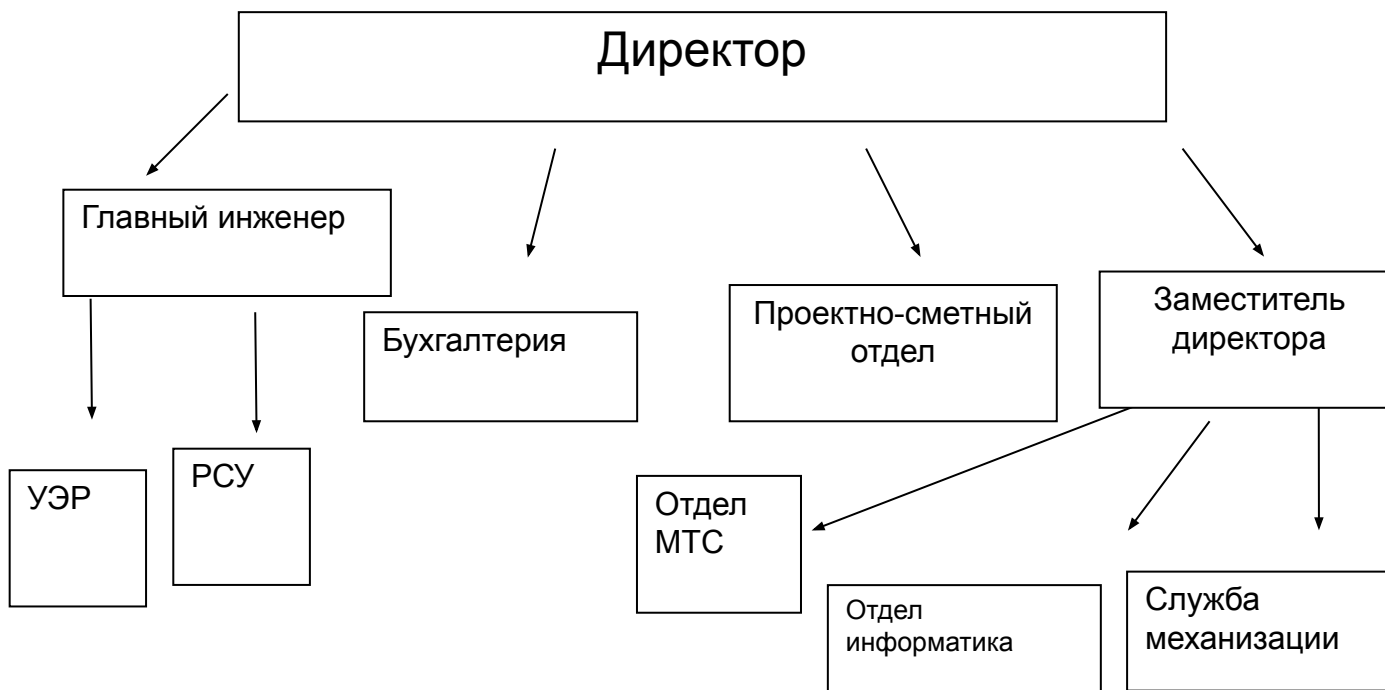 Директор
Главный инженер
Бухгалтерия
Проектно-сметный
отдел
Заместитель
директора
УЭР
РСУ
Отдел
МТС
Отдел
информатика
Служба
механизации